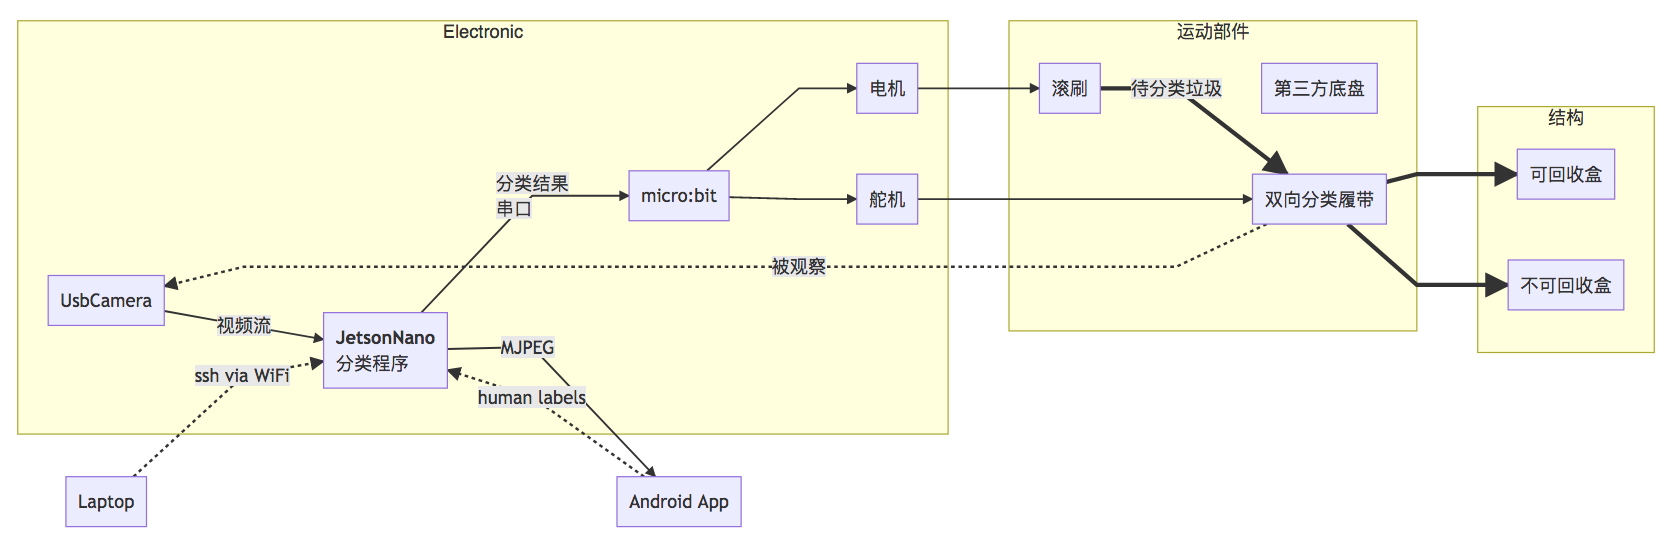 Electronic
运动部件
结构
电机
滚刷
待分类垃圾
第三方底盘
可回收盒
分类结果
串口
micro:bit
舵机
双向分类履带
被观察
不可回收盒
UsbCamera
视频流
JetsonNano
分类程序
MJPEG
ssh via WiFi
human labels
Laptop
Android App